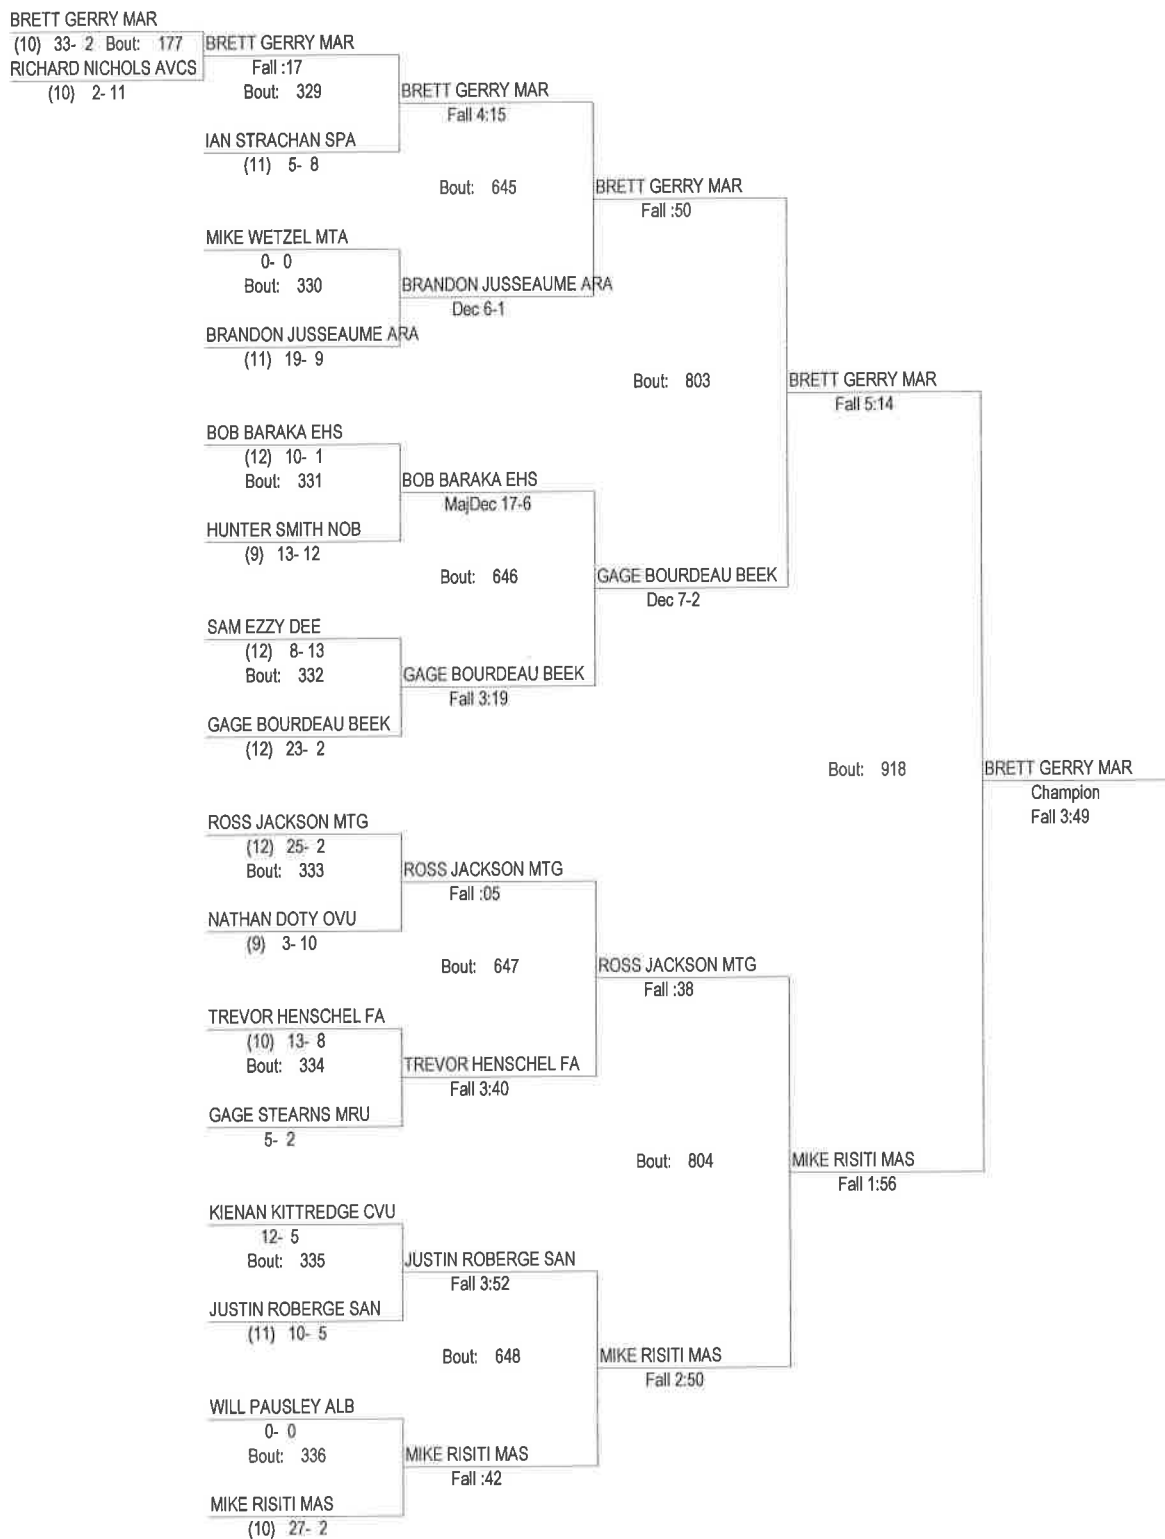 BRETT GERRY MAR
(10) 33- 2 Bout: 177
BRETT GERRY MAR
RICHARD NICHOLS AVCS
Fall :17
(10) 2- 11
Bout: 329
BRETT GERRY MAR
Fall 4:15
IAN STRACHAN SPA
(11) 5- 8
Bout: 645
BRETT GERRY MAR
Fall :50
MIKE WETZEL MTA
0- 0
Bout: 330
BRANDON JUSSEAUME ARA
Dec 6-1
BRANDON JUSSEAUME ARA
(11) 19- 9
Bout: 803
BRETT GERRY MAR
Fall 5:14
BOB BARAKA EHS
(12) 10- 1
Bout: 331
BOB BARAKA EHS
MajDec 17-6
HUNTER SMITH NOB
(9) 13- 12
Bout: 646
GAGE BOURDEAU BEEK
Dec 7-2
SAM EZZY DEE
(12) 8- 13
Bout: 332
GAGE BOURDEAU BEEK
Fall 3:19
GAGE BOURDEAU BEEK
(12) 23- 2
Bout: 918
BRETT GERRY MAR
Champion
Fall 3:49
ROSS JACKSON MTG
(12) 25- 2
Bout: 333
ROSS JACKSON MTG
Fall :05
NATHAN DOTY OVU
(9) 3- 10
Bout: 647
ROSS JACKSON MTG
Fall :38
TREVOR HENSCHEL FA
(10) 13- 8
Bout: 334
TREVOR HENSCHEL FA
Fall 3:40
GAGE STEARNS MRU
5- 2
Bout: 804
MIKE RISITI MAS
Fall 1:56
KIENAN KITTREDGE CVU
12- 5
Bout: 335
JUSTIN ROBERGE SAN
Fall 3:52
JUSTIN ROBERGE SAN
(11) 10- 5
Bout: 648
MIKE RISITI MAS
Fall 2:50
WILL PAUSLEY ALB
0- 0
Bout: 336
MIKE RISITI MAS
Fall :42
MIKE RISITI MAS
(10) 27- 2